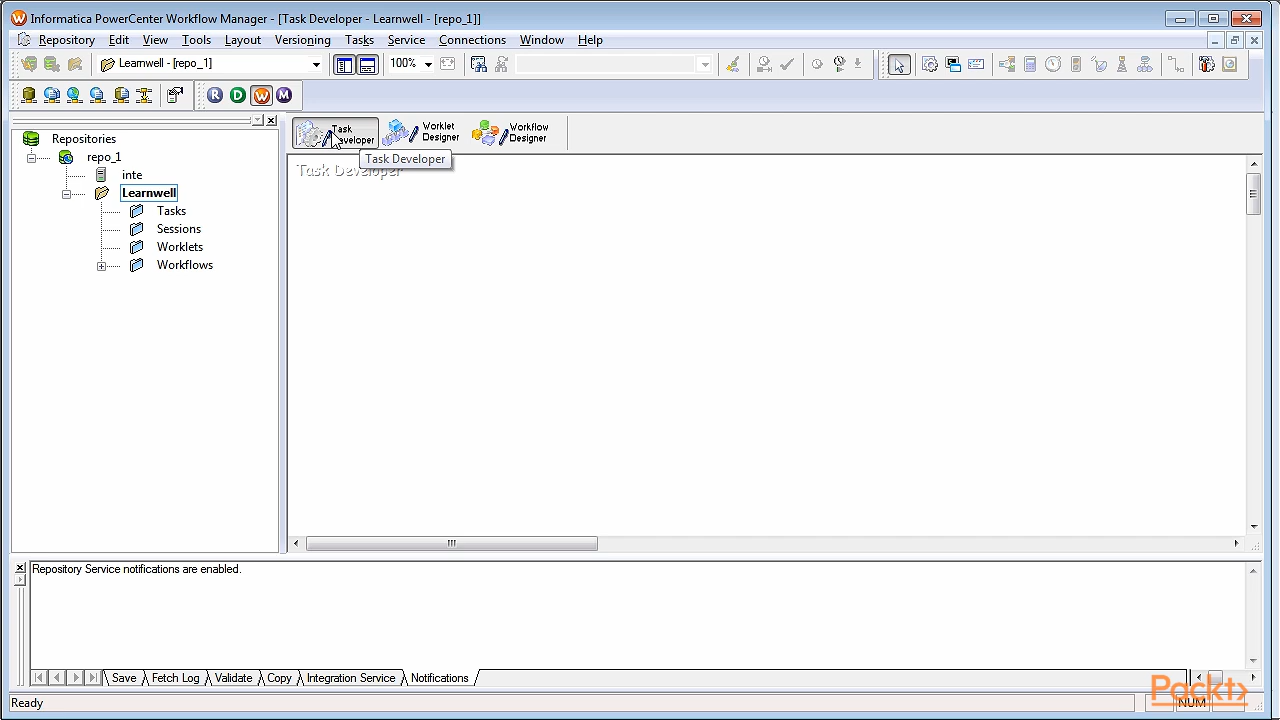 Informatica PowerCenter Workflow Manager - [Task Developer - Learnwell - [repo_1]]
Repository Edit View Tools Layout Versioning Tasks Service Connections Window Help
Learnwell - [repo_1] 100%
R D W M
Task Developer
Worklet Designer
Workflow Designer
Task Developer
Task Developer
Repositories
repo_1
inte
Learnwell
Tasks
Sessions
Worklets
Workflows
Repository Service notifications are enabled.
Save Fetch Log Validate Copy Integration Service Notifications
Packt
Ready NUM